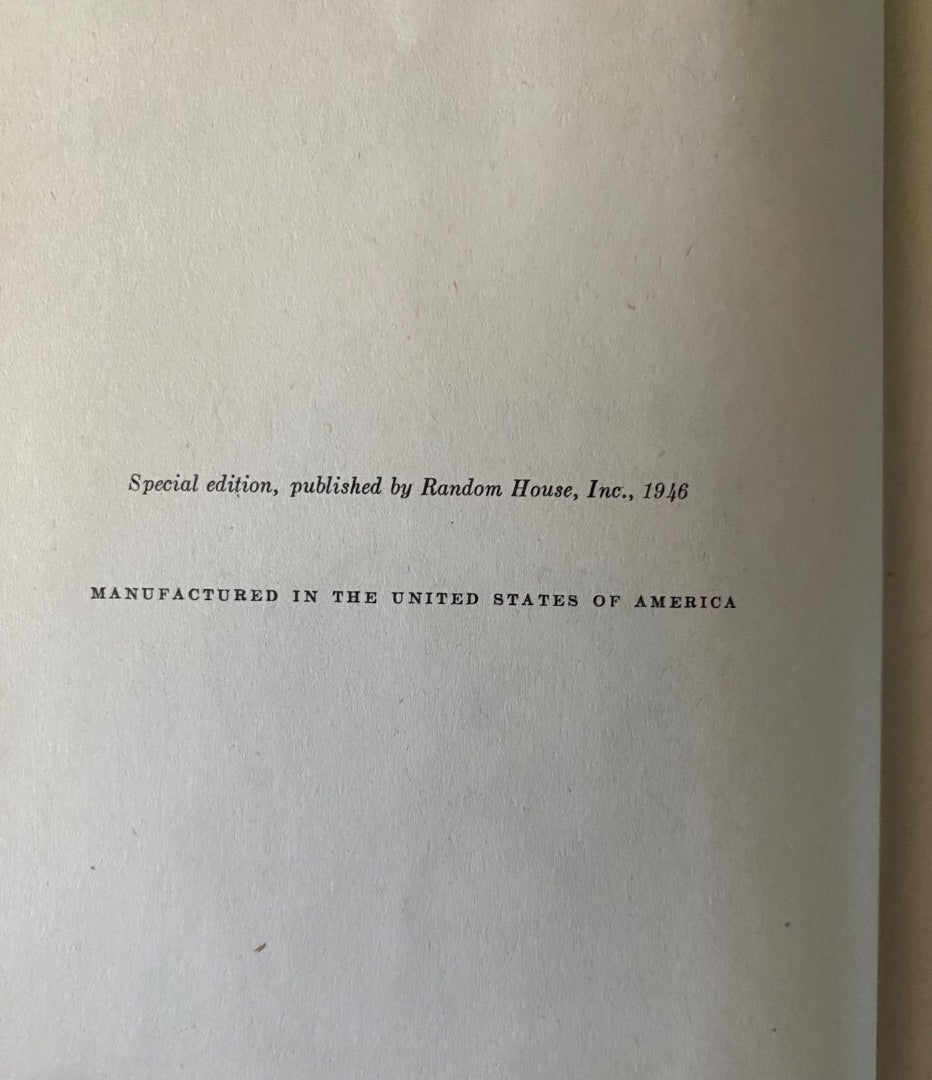 Special edition, published by Random House, Inc., 1946
MANUFACTURED IN THE UNITED STATES OF AMERICA